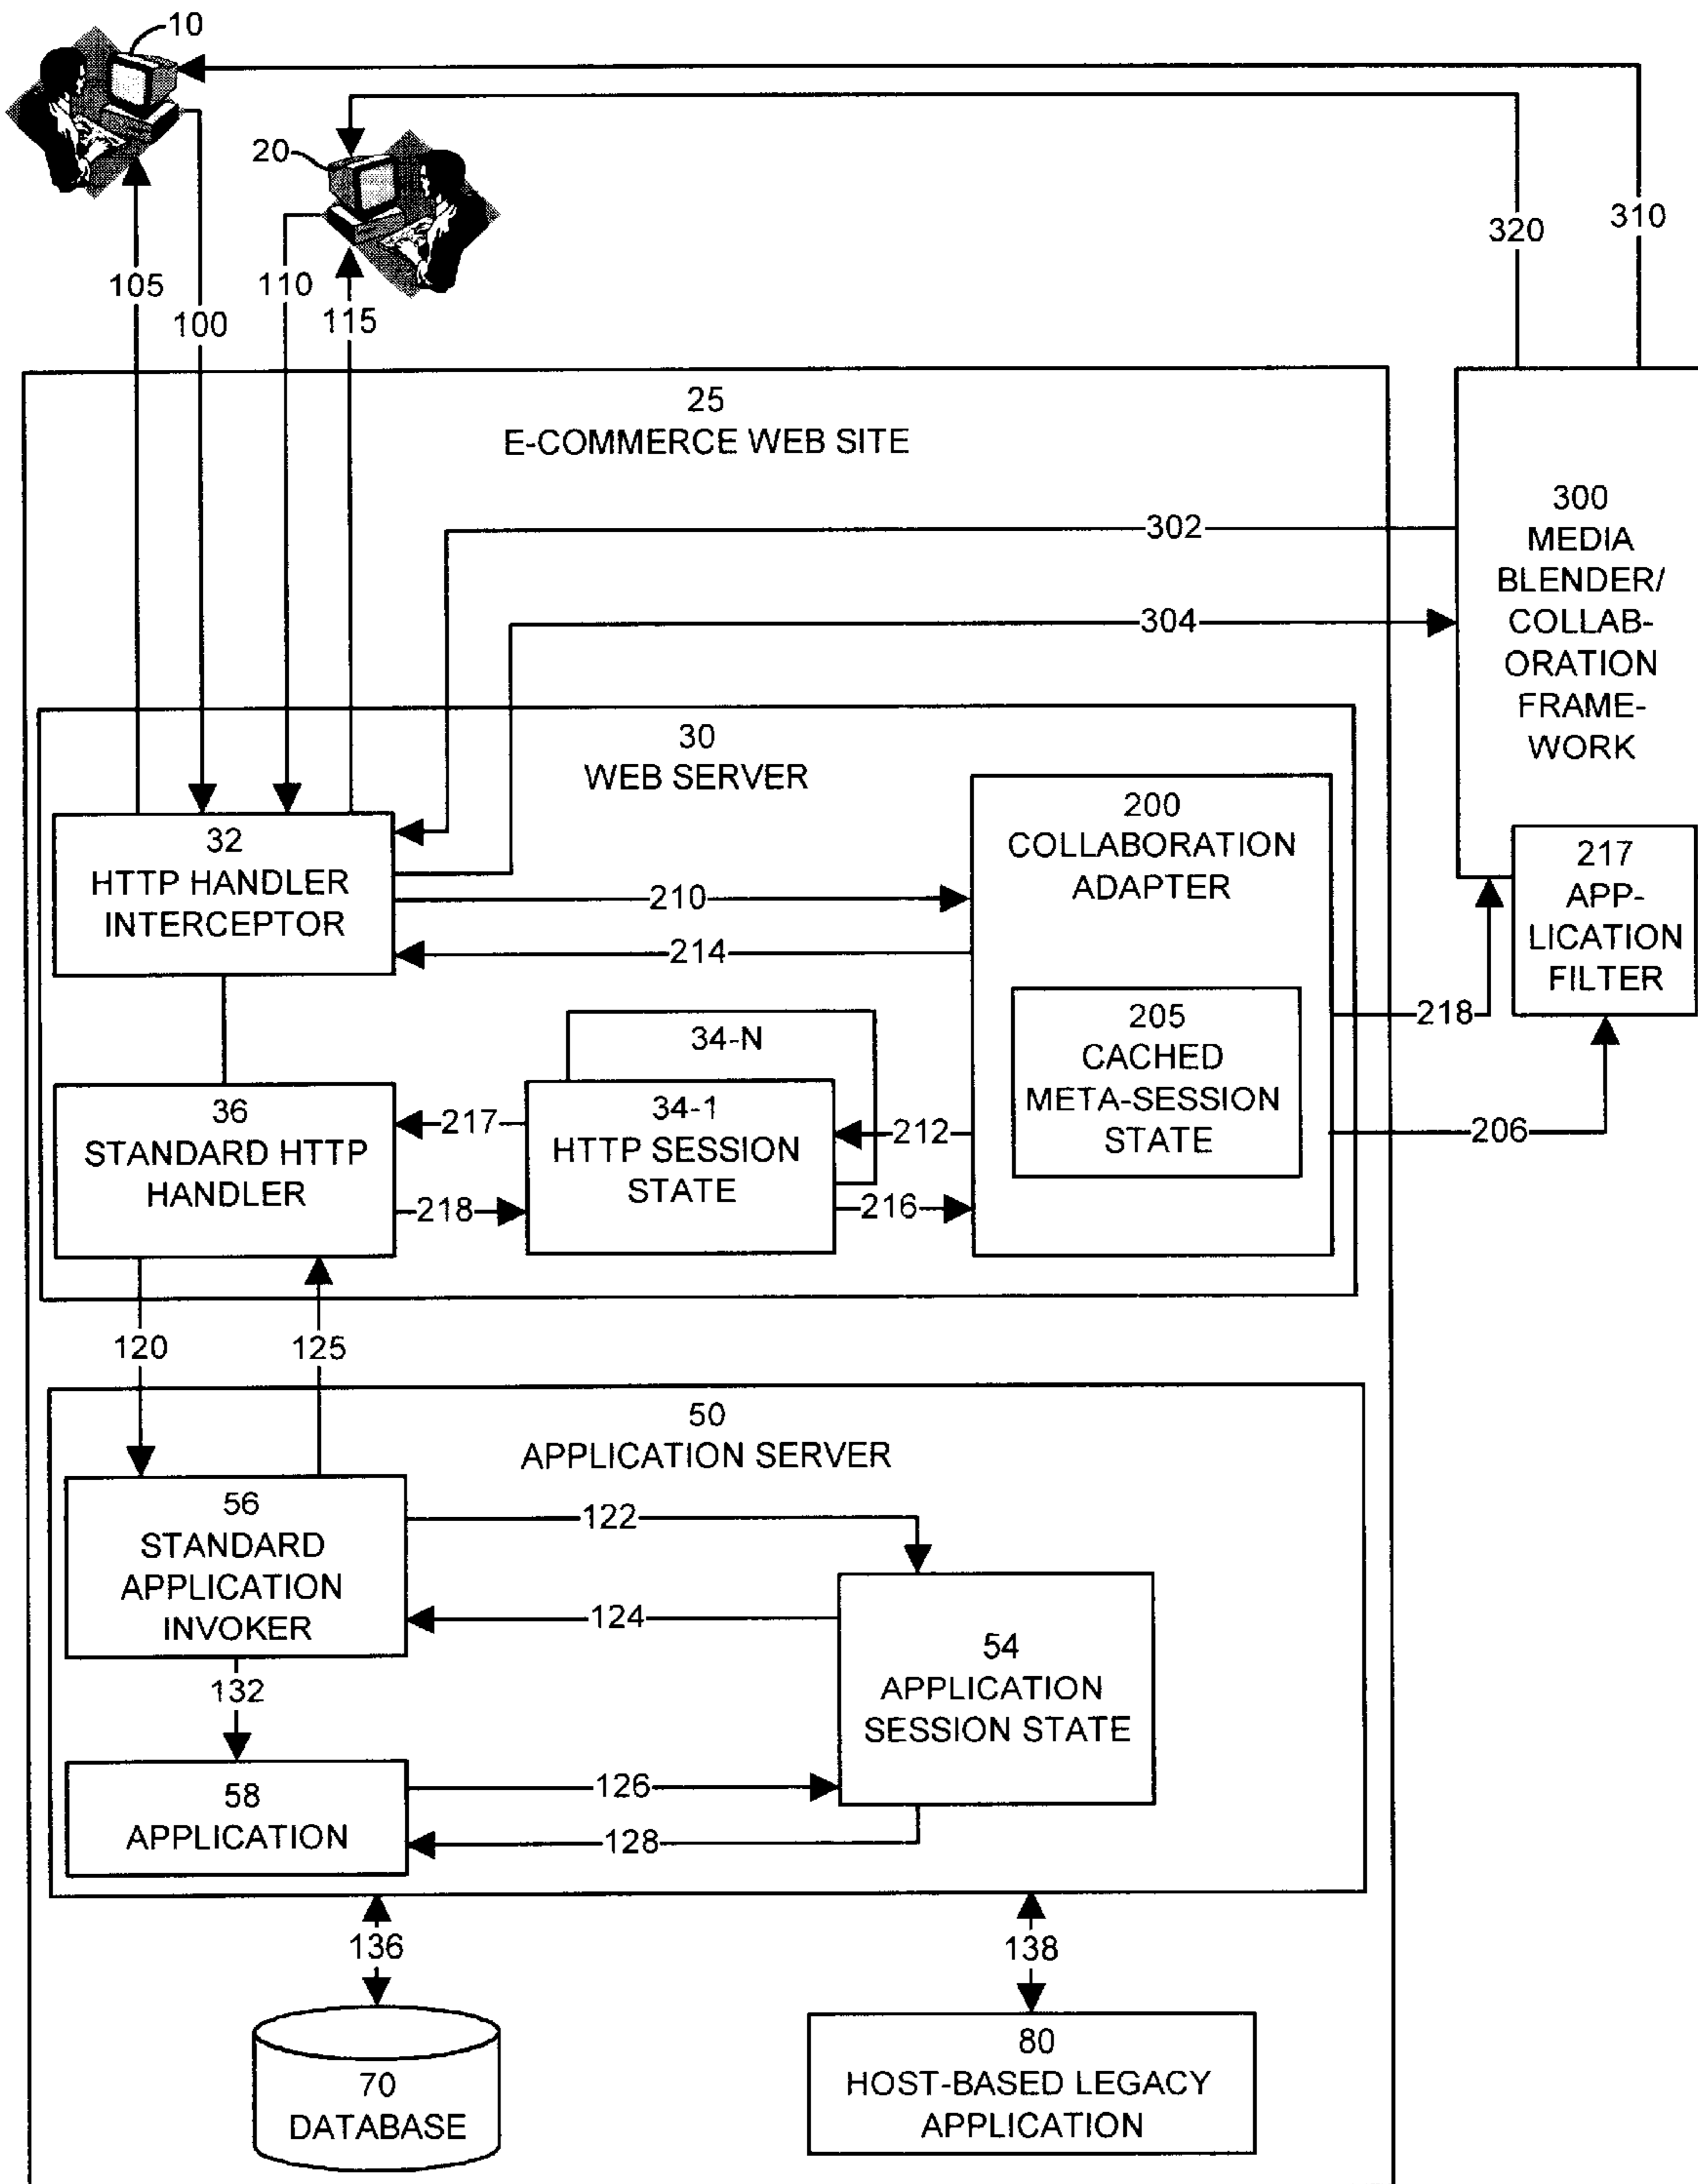 10
20
320
310
105
110
100
115
25
E-COMMERCE WEB SITE
300
MEDIA
BLENDER/
COLLAB-
ORATION
FRAME-
WORK
302
304
30
WEB SERVER
32
HTTP HANDLER
INTERCEPTOR
200
COLLABORATION
ADAPTER
217
APP-
LICATION
FILTER
210
214
205
CACHED
META-SESSION
STATE
218
206
34-N
34-1
HTTP SESSION
STATE
36
STANDARD HTTP
HANDLER
217
212
218
216
120
125
50
APPLICATION SERVER
56
STANDARD
APPLICATION
INVOKER
122
124
54
APPLICATION
SESSION STATE
132
58
APPLICATION
126
128
136
138
70
DATABASE
80
HOST-BASED LEGACY
APPLICATION